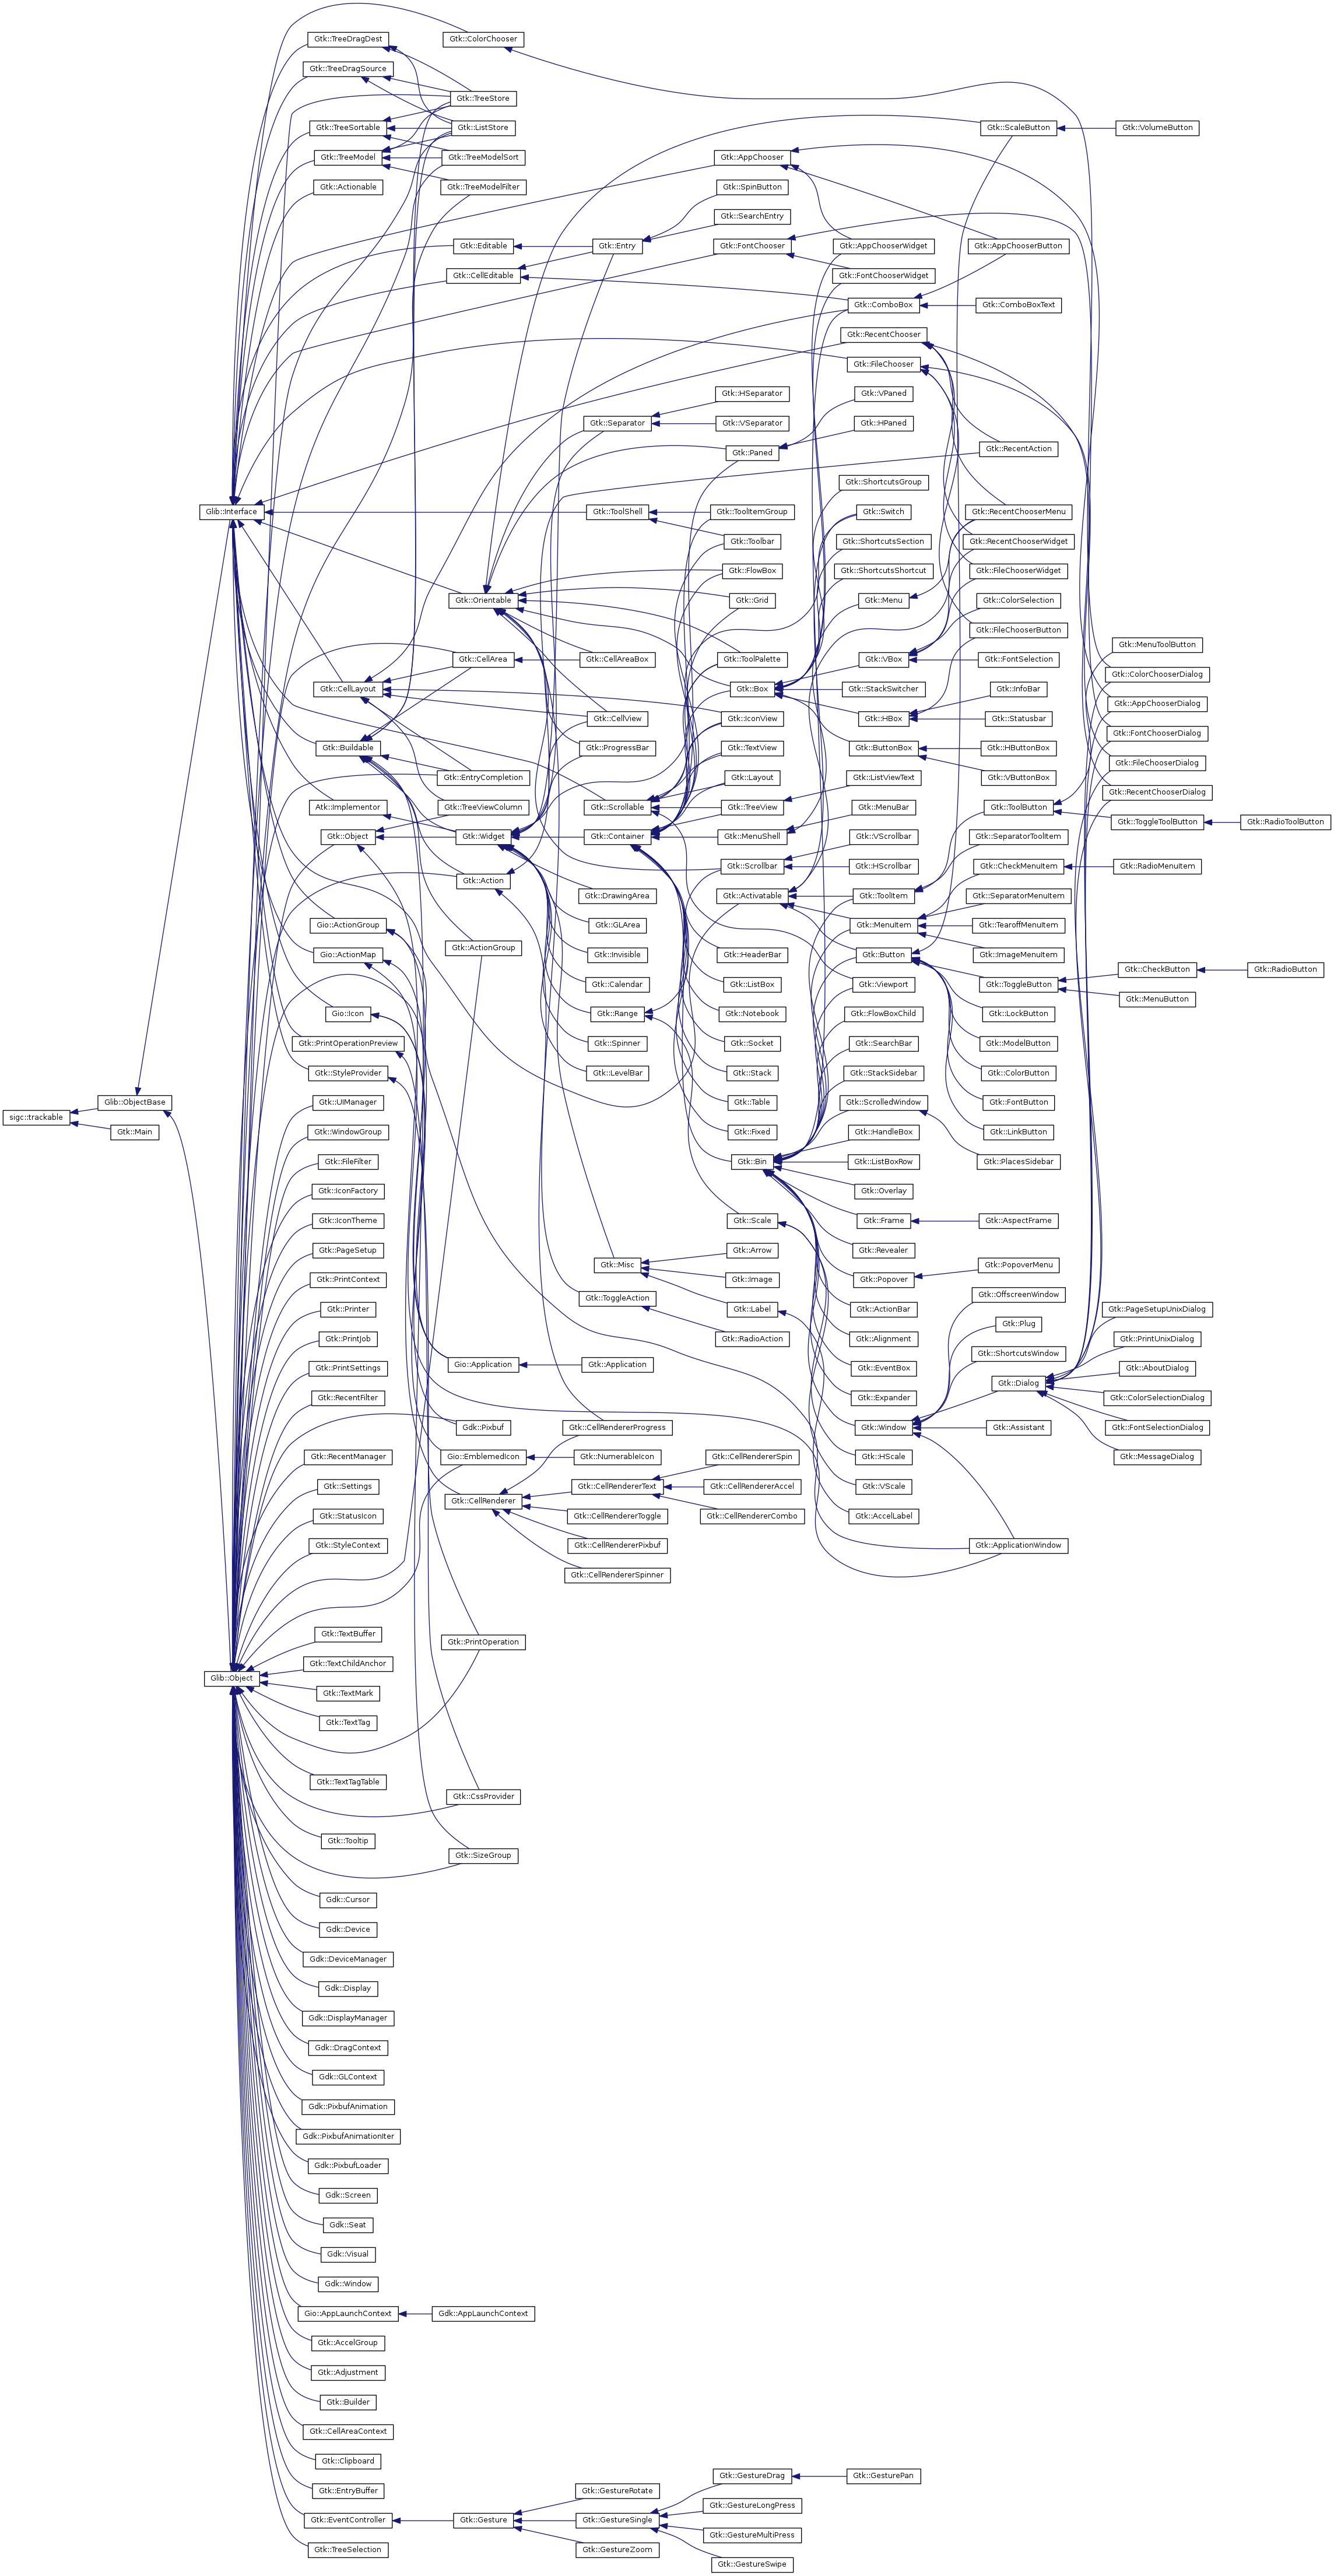 sigc::trackable
Glib::ObjectBase
Gtk::Main
Glib::Interface
Glib::Object
Gtk::TreeDragDest
Gtk::TreeDragSource
Gtk::TreeSortable
Gtk::TreeModel
Gtk::Actionable
Gtk::CellLayout
Gtk::Buildable
Atk::Implementor
Gtk::Object
Gio::ActionGroup
Gio::ActionMap
Gio::Icon
Gtk::PrintOperationPreview
Gtk::StyleProvider
Gtk::UIManager
Gtk::WindowGroup
Gtk::FileFilter
Gtk::IconFactory
Gtk::IconTheme
Gtk::PageSetup
Gtk::PrintContext
Gtk::Printer
Gtk::PrintJob
Gtk::PrintSettings
Gtk::RecentFilter
Gtk::RecentManager
Gtk::Settings
Gtk::StatusIcon
Gtk::StyleContext
Gtk::TextBuffer
Gtk::TextChildAnchor
Gtk::TextMark
Gtk::TextTag
Gtk::TextTagTable
Gtk::Tooltip
Gdk::Cursor
Gdk::Device
Gdk::DeviceManager
Gdk::Display
Gdk::DisplayManager
Gdk::DragContext
Gdk::GLContext
Gdk::PixbufAnimation
Gdk::PixbufAnimationIter
Gdk::PixbufLoader
Gdk::Screen
Gdk::Seat
Gdk::Visual
Gdk::Window
Gio::AppLaunchContext
Gtk::AccelGroup
Gtk::Adjustment
Gtk::Builder
Gtk::CellAreaContext
Gtk::Clipboard
Gtk::EntryBuffer
Gtk::EventController
Gtk::TreeSelection
Gtk::ColorChooser
Gtk::TreeStore
Gtk::ListStore
Gtk::TreeModelSort
Gtk::TreeModelFilter
Gtk::Editable
Gtk::CellEditable
Gtk::Orientable
Gtk::CellArea
Gtk::EntryCompletion
Gtk::TreeViewColumn
Gtk::Widget
Gtk::Action
Gtk::ActionGroup
Gio::Application
Gdk::Pixbuf
Gio::EmblemedIcon
Gtk::CellRenderer
Gtk::PrintOperation
Gtk::CssProvider
Gtk::SizeGroup
Gdk::AppLaunchContext
Gtk::Gesture
Gtk::Entry
Gtk::Separator
Gtk::ToolShell
Gtk::CellAreaBox
Gtk::CellView
Gtk::ProgressBar
Gtk::Scrollable
Gtk::Container
Gtk::DrawingArea
Gtk::GLArea
Gtk::Invisible
Gtk::Calendar
Gtk::Range
Gtk::Spinner
Gtk::LevelBar
Gtk::Misc
Gtk::ToggleAction
Gtk::Application
Gtk::CellRendererProgress
Gtk::NumerableIcon
Gtk::CellRendererText
Gtk::CellRendererToggle
Gtk::CellRendererPixbuf
Gtk::CellRendererSpinner
Gtk::GestureRotate
Gtk::GestureSingle
Gtk::GestureZoom
Gtk::AppChooser
Gtk::SpinButton
Gtk::SearchEntry
Gtk::FontChooser
Gtk::HSeparator
Gtk::VSeparator
Gtk::Paned
Gtk::ToolItemGroup
Gtk::Toolbar
Gtk::FlowBox
Gtk::Grid
Gtk::ToolPalette
Gtk::Box
Gtk::IconView
Gtk::TextView
Gtk::Layout
Gtk::TreeView
Gtk::MenuShell
Gtk::Scrollbar
Gtk::Activatable
Gtk::HeaderBar
Gtk::ListBox
Gtk::Notebook
Gtk::Socket
Gtk::Stack
Gtk::Table
Gtk::Fixed
Gtk::Bin
Gtk::Scale
Gtk::Arrow
Gtk::Image
Gtk::Label
Gtk::RadioAction
Gtk::CellRendererSpin
Gtk::CellRendererAccel
Gtk::CellRendererCombo
Gtk::GestureDrag
Gtk::GestureLongPress
Gtk::GestureMultiPress
Gtk::GestureSwipe
Gtk::AppChooserWidget
Gtk::FontChooserWidget
Gtk::ComboBox
Gtk::RecentChooser
Gtk::FileChooser
Gtk::VPaned
Gtk::HPaned
Gtk::ShortcutsGroup
Gtk::Switch
Gtk::ShortcutsSection
Gtk::ShortcutsShortcut
Gtk::Menu
Gtk::VBox
Gtk::StackSwitcher
Gtk::HBox
Gtk::ButtonBox
Gtk::ListViewText
Gtk::MenuBar
Gtk::VScrollbar
Gtk::HScrollbar
Gtk::ToolItem
Gtk::MenuItem
Gtk::Button
Gtk::Viewport
Gtk::FlowBoxChild
Gtk::SearchBar
Gtk::StackSidebar
Gtk::ScrolledWindow
Gtk::HandleBox
Gtk::ListBoxRow
Gtk::Overlay
Gtk::Frame
Gtk::Revealer
Gtk::Popover
Gtk::ActionBar
Gtk::Alignment
Gtk::EventBox
Gtk::Expander
Gtk::Window
Gtk::HScale
Gtk::VScale
Gtk::AccelLabel
Gtk::GesturePan
Gtk::ScaleButton
Gtk::AppChooserButton
Gtk::ComboBoxText
Gtk::RecentAction
Gtk::RecentChooserMenu
Gtk::RecentChooserWidget
Gtk::FileChooserWidget
Gtk::ColorSelection
Gtk::FileChooserButton
Gtk::FontSelection
Gtk::InfoBar
Gtk::Statusbar
Gtk::HButtonBox
Gtk::VButtonBox
Gtk::ToolButton
Gtk::SeparatorToolItem
Gtk::CheckMenuItem
Gtk::SeparatorMenuItem
Gtk::TearoffMenuItem
Gtk::ImageMenuItem
Gtk::ToggleButton
Gtk::LockButton
Gtk::ModelButton
Gtk::ColorButton
Gtk::FontButton
Gtk::LinkButton
Gtk::PlacesSidebar
Gtk::AspectFrame
Gtk::PopoverMenu
Gtk::OffscreenWindow
Gtk::Plug
Gtk::ShortcutsWindow
Gtk::Dialog
Gtk::Assistant
Gtk::ApplicationWindow
Gtk::VolumeButton
Gtk::MenuToolButton
Gtk::ColorChooserDialog
Gtk::AppChooserDialog
Gtk::FontChooserDialog
Gtk::FileChooserDialog
Gtk::RecentChooserDialog
Gtk::ToggleToolButton
Gtk::RadioMenuItem
Gtk::CheckButton
Gtk::MenuButton
Gtk::PageSetupUnixDialog
Gtk::PrintUnixDialog
Gtk::AboutDialog
Gtk::ColorSelectionDialog
Gtk::FontSelectionDialog
Gtk::MessageDialog
Gtk::RadioToolButton
Gtk::RadioButton